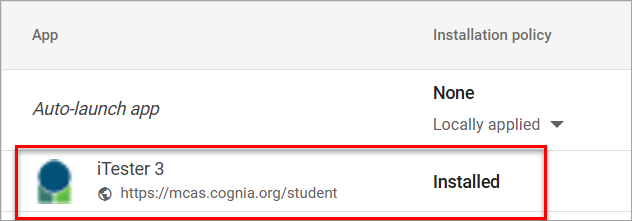 App Installation policy
Auto-launch app None
Locally applied
iTester 3
https://mcas.cognia.org/student Installed